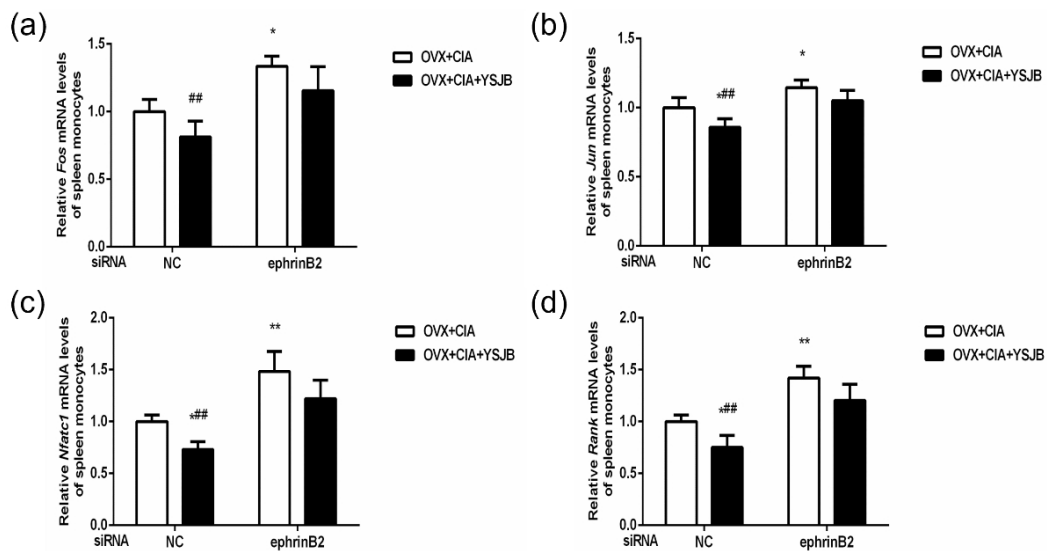 (a)
Relative Fos mRNA levels
of spleen monocytes
1.5
1.0
0.5
0.0
*
##
OVX+CIA
OVX+CIA+YSJB
siRNA NC ephrinB2
(b)
Relative Jun mRNA levels
of spleen monocytes
1.5
1.0
0.5
0.0
*
*##
OVX+CIA
OVX+CIA+YSJB
siRNA NC ephrinB2
(c)
Relative Nfatc1 mRNA levels
of spleen monocytes
2.0
1.5
1.0
0.5
0.0
**
*##
OVX+CIA
OVX+CIA+YSJB
siRNA NC ephrinB2
(d)
Relative Rank mRNA levels
of spleen monocytes
2.0
1.5
1.0
0.5
0.0
**
*##
OVX+CIA
OVX+CIA+YSJB
siRNA NC ephrinB2